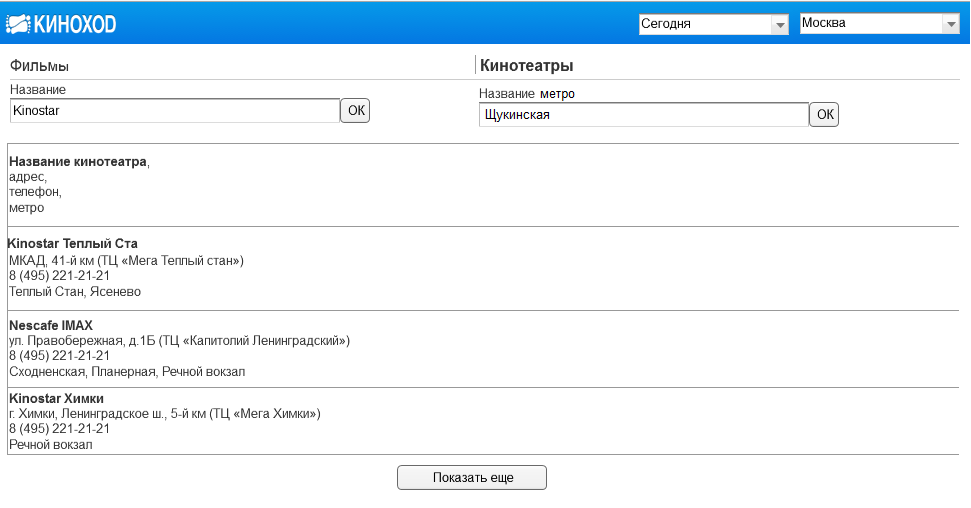 КИНОХОД
Сегодня
Москва
Фильмы
Кинотеатры
Название
Название метро
Kinostar
OK
Щукинская
OK
Название кинотеатра,
адрес,
телефон,
метро
Kinostar Теплый Ста
МКАД, 41-й км (ТЦ «Мега Теплый стан»)
8 (495) 221-21-21
Теплый Стан, Ясенево
Nescafe IMAX
ул. Правобережная, д.1Б (ТЦ «Капитолий Ленинградский»)
8 (495) 221-21-21
Сходненская, Планерная, Речной вокзал
Kinostar Химки
г. Химки, Ленинградское ш., 5-й км (ТЦ «Мега Химки»)
8 (495) 221-21-21
Речной вокзал
Показать еще